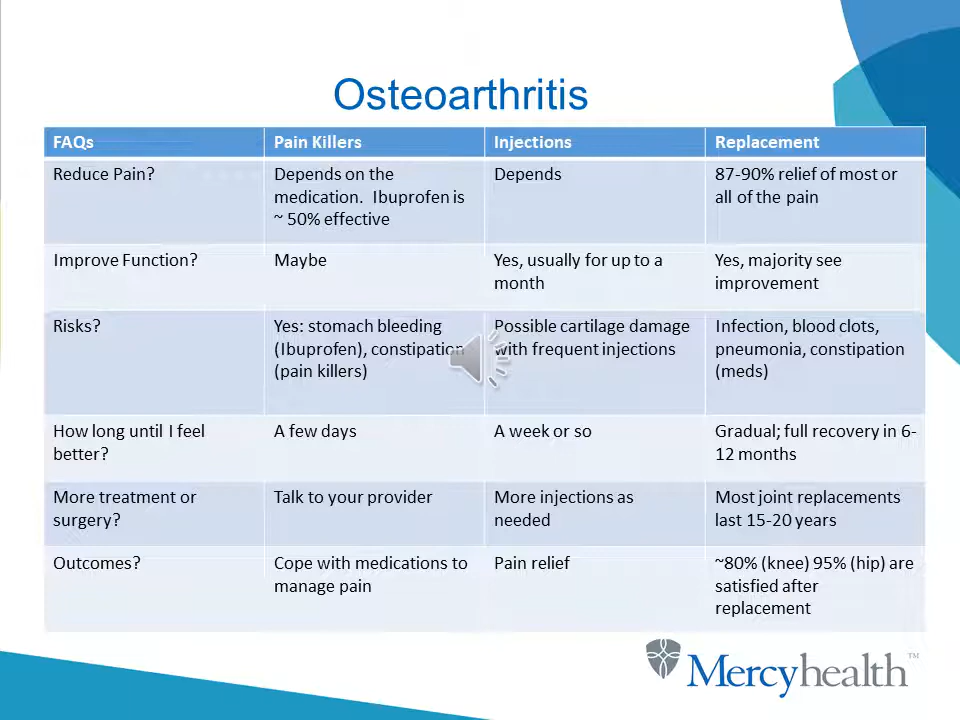 Osteoarthritis
FAQs
Pain Killers
Injections
Replacement
Reduce Pain?
Depends on the
medication. Ibuprofen is
~ 50% effective
Depends
87-90% relief of most or
all of the pain
Improve Function?
Maybe
Yes, usually for up to a
month
Yes, majority see
improvement
Risks?
Yes: stomach bleeding
(Ibuprofen), constipation
(pain killers)
Possible cartilage damage
with frequent injections
Infection, blood clots,
pneumonia, constipation
(meds)
How long until I feel
better?
A few days
A week or so
Gradual; full recovery in 6-
12 months
More treatment or
surgery?
Talk to your provider
More injections as
needed
Most joint replacements
last 15-20 years
Outcomes?
Cope with medications to
manage pain
Pain relief
~80% (knee) 95% (hip) are
satisfied after
replacement
Mercyhealth™